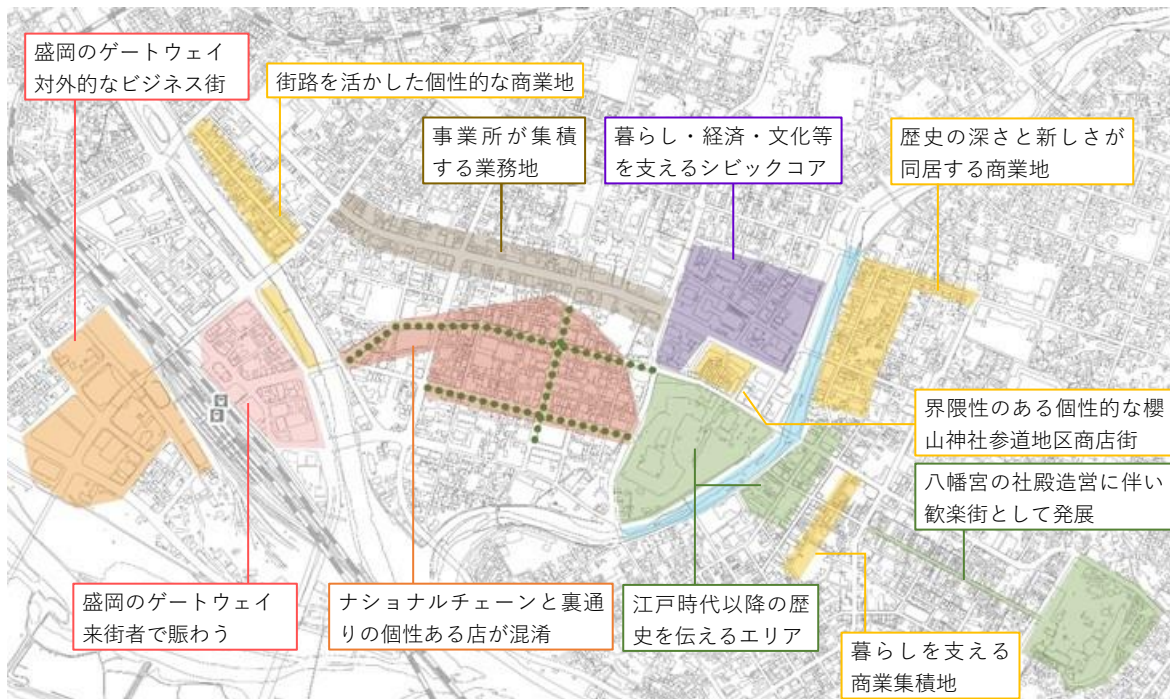 盛岡のゲートウェイ
対外的なビジネス街
街路を活かした個性的な商業地
事業所が集積
する業務地
暮らし・経済・文化等
を支えるシビックコア
歴史の深さと新しさが
同居する商業地
界隈性のある個性的な櫻
山神社参道地区商店街
八幡宮の社殿造営に伴い
歓楽街として発展
盛岡のゲートウェイ
来街者で賑わう
ナショナルチェーンと裏通
りの個性ある店が混淆
江戸時代以降の歴
史を伝えるエリア
暮らしを支える
商業集積地